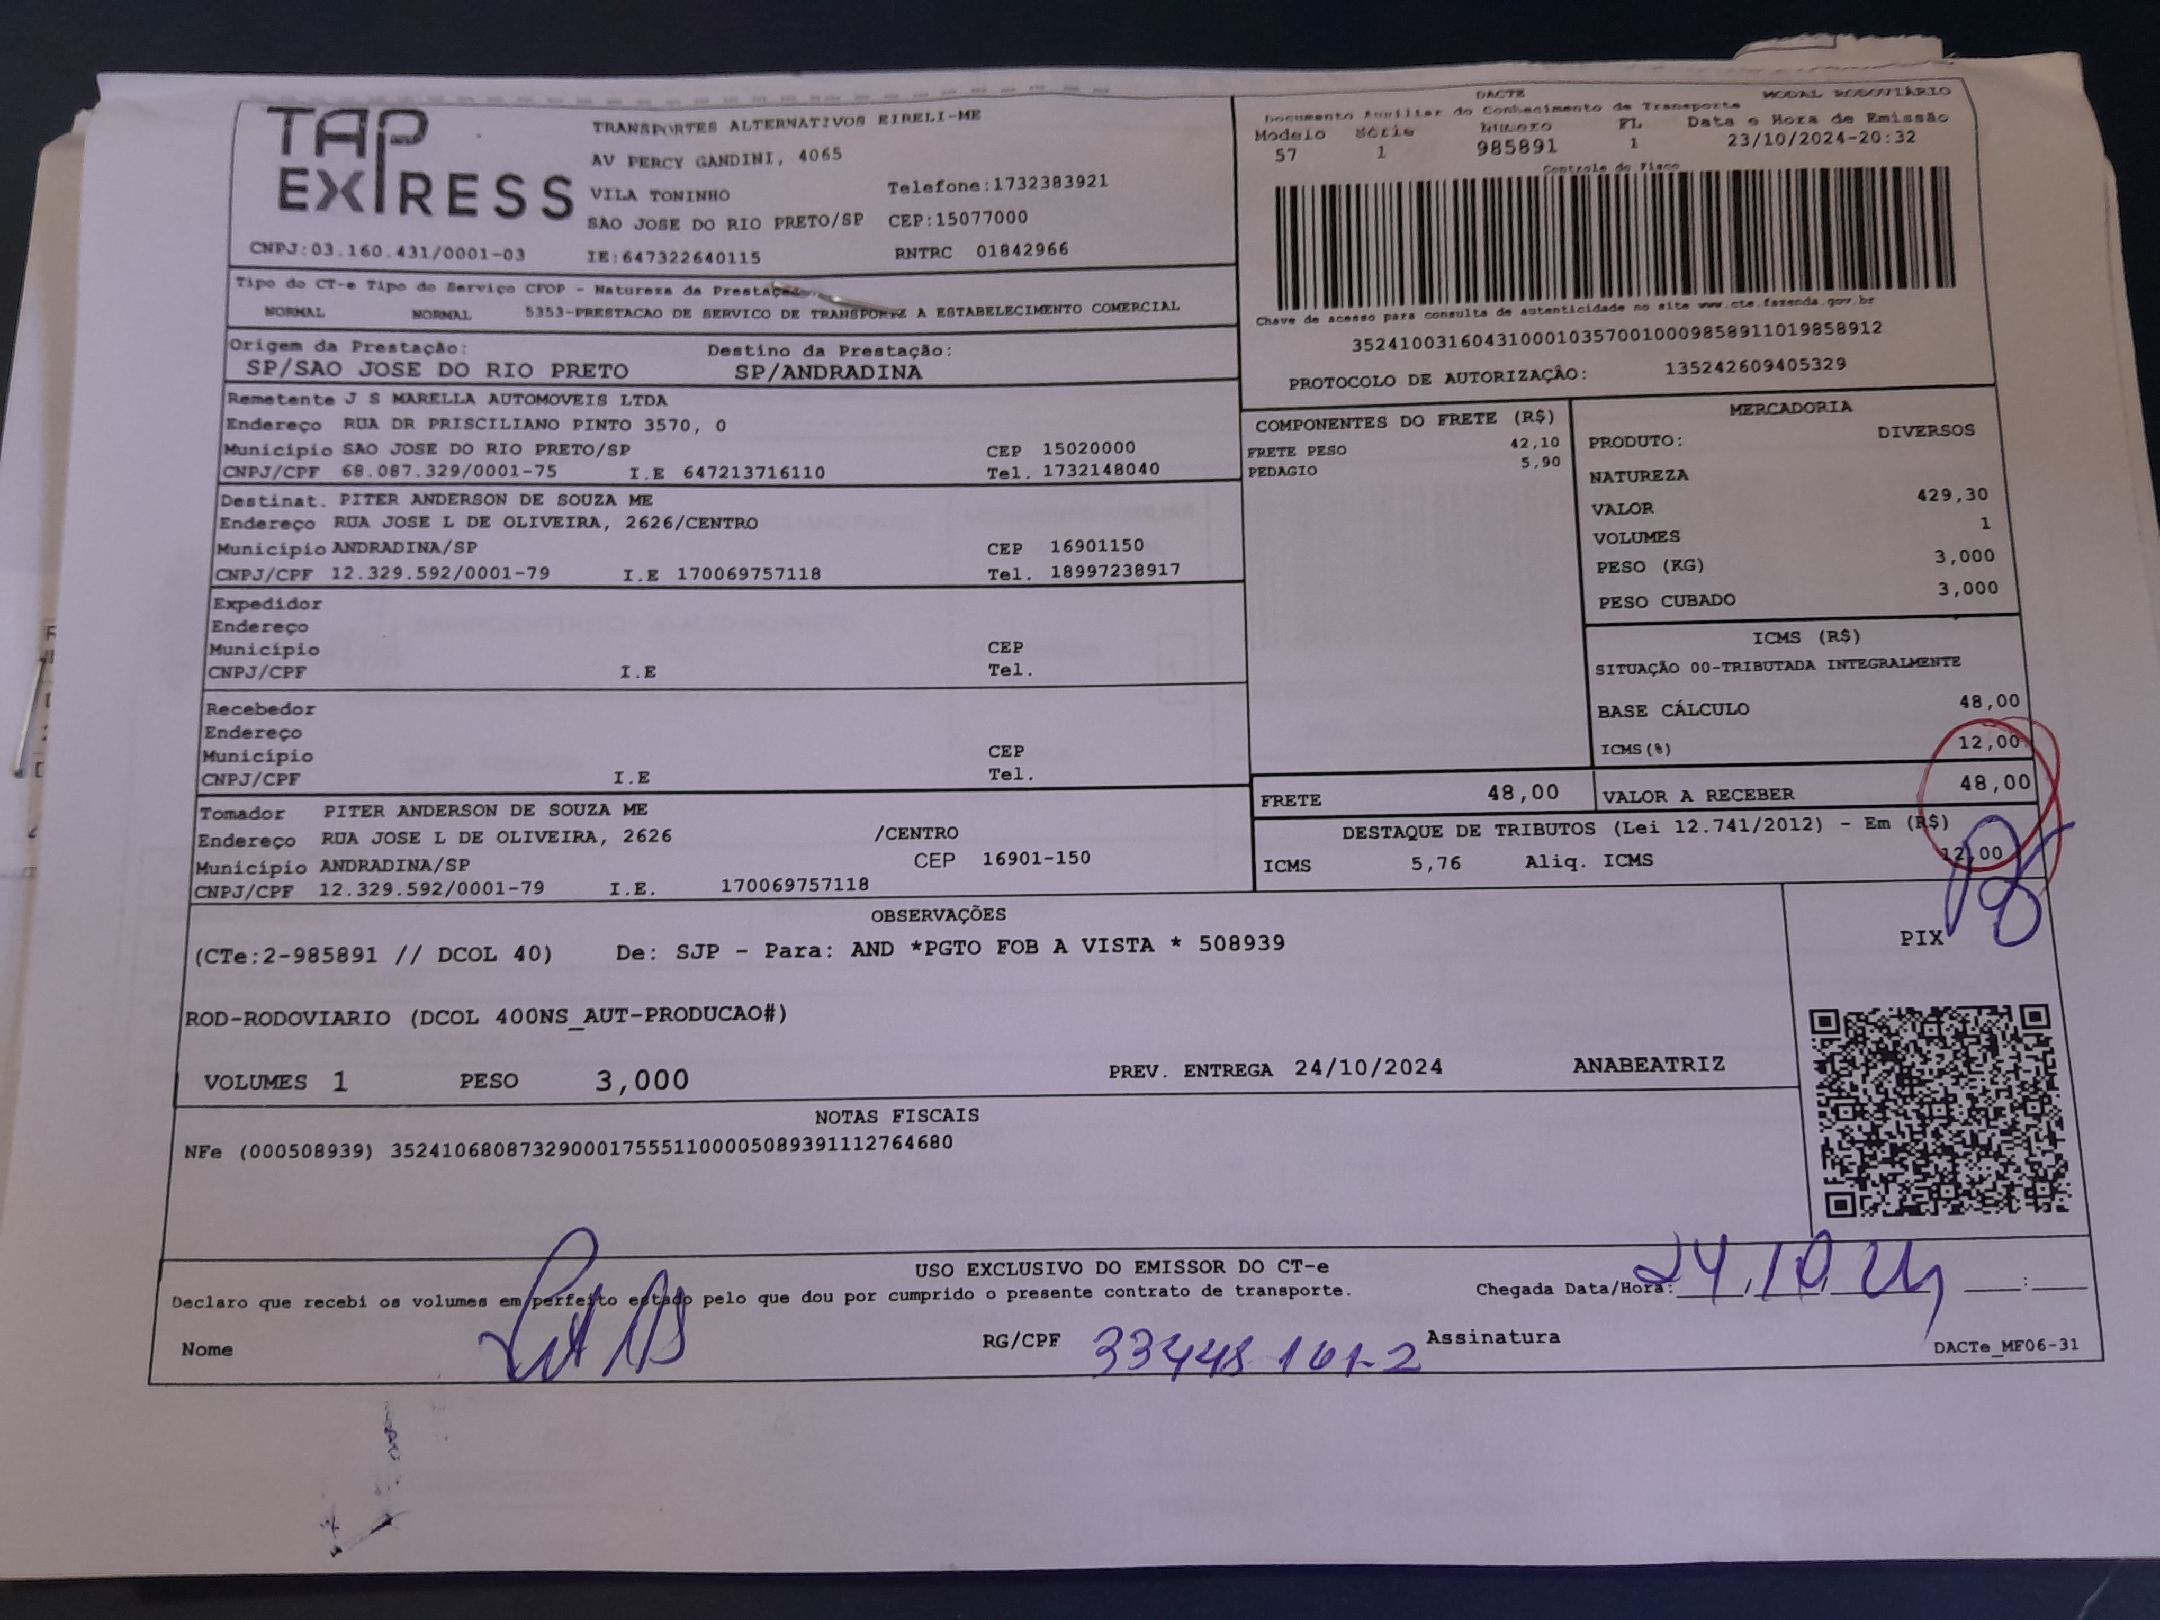 TAP EXPRESS
TRANSPORTES ALTERNATIVOS EIRELI-ME
AV PERCY GANDINI, 4065
VILA TONINHO Telefone:1732383921
SAO JOSE DO RIO PRETO/SP CEP:15077000
CNPJ:03.160.431/0001-03 IE:647322640115 RNTRC 01842966
DACTE MODAL RODOVIÁRIO
Documento Auxiliar do Conhecimento de Transporte
Modelo Série Número FL Data e Hora de Emissão
57 1 985891 1 23/10/2024-20:32
Controle do Fisco
Chave de acesso para consulta de autenticidade no site www.cte.fazenda.gov.br
35241003160431000103570010009858911019858912
PROTOCOLO DE AUTORIZAÇÂO: 135242609405329
Tipo do CT-e Tipo do Serviço CFOP - Natureza da Prestação
NORMAL NORMAL 5353-PRESTACAO DE SERVICO DE TRANSPORTE A ESTABELECIMENTO COMERCIAL
Origem da Prestação: Destino da Prestação:
SP/SAO JOSE DO RIO PRETO SP/ANDRADINA
Remetente J S MARELLA AUTOMOVEIS LTDA
Endereço RUA DR PRISCILIANO PINTO 3570, 0
Município SAO JOSE DO RIO PRETO/SP CEP 15020000
CNPJ/CPF 68.087.329/0001-75 I.E 647213716110 Tel. 1732148040
Destinat. PITER ANDERSON DE SOUZA ME
Endereço RUA JOSE L DE OLIVEIRA, 2626/CENTRO
Município ANDRADINA/SP CEP 16901150
CNPJ/CPF 12.329.592/0001-79 I.E 170069757118 Tel. 18997238917
Expedidor
Endereço
Município CEP
CNPJ/CPF I.E Tel.
Recebedor
Endereço
Município CEP
CNPJ/CPF I.E Tel.
Tomador PITER ANDERSON DE SOUZA ME
Endereço RUA JOSE L DE OLIVEIRA, 2626 /CENTRO
Município ANDRADINA/SP CEP 16901-150
CNPJ/CPF 12.329.592/0001-79 I.E. 170069757118
COMPONENTES DO FRETE (R$)
FRETE PESO 42,10
PEDAGIO 5,90
MERCADORIA
PRODUTO: DIVERSOS
NATUREZA
VALOR 429,30
VOLUMES 1
PESO (KG) 3,000
PESO CUBADO 3,000
ICMS (R$)
SITUAÇÃO 00-TRIBUTADA INTEGRALMENTE
BASE CÁLCULO 48,00
ICMS(%) 12,00
FRETE 48,00 VALOR A RECEBER 48,00
DESTAQUE DE TRIBUTOS (Lei 12.741/2012) - Em (R$)
ICMS 5,76 Aliq. ICMS 12,00
OBSERVAÇÕES
(CTe:2-985891 // DCOL 40) De: SJP - Para: AND *PGTO FOB A VISTA * 508939
PIX
ROD-RODOVIARIO (DCOL 400NS_AUT-PRODUCAO#)
VOLUMES 1 PESO 3,000 PREV. ENTREGA 24/10/2024 ANABEATRIZ
NOTAS FISCAIS
NFe (000508939) 35241068087329000175551100005089391112764680
USO EXCLUSIVO DO EMISSOR DO CT-e
Declaro que recebi os volumes em perfeito estado pelo que dou por cumprido o presente contrato de transporte. Chegada Data/Hora: 24,10,24 :
Nome RG/CPF 33448161-2 Assinatura
DACTe_MF06-31